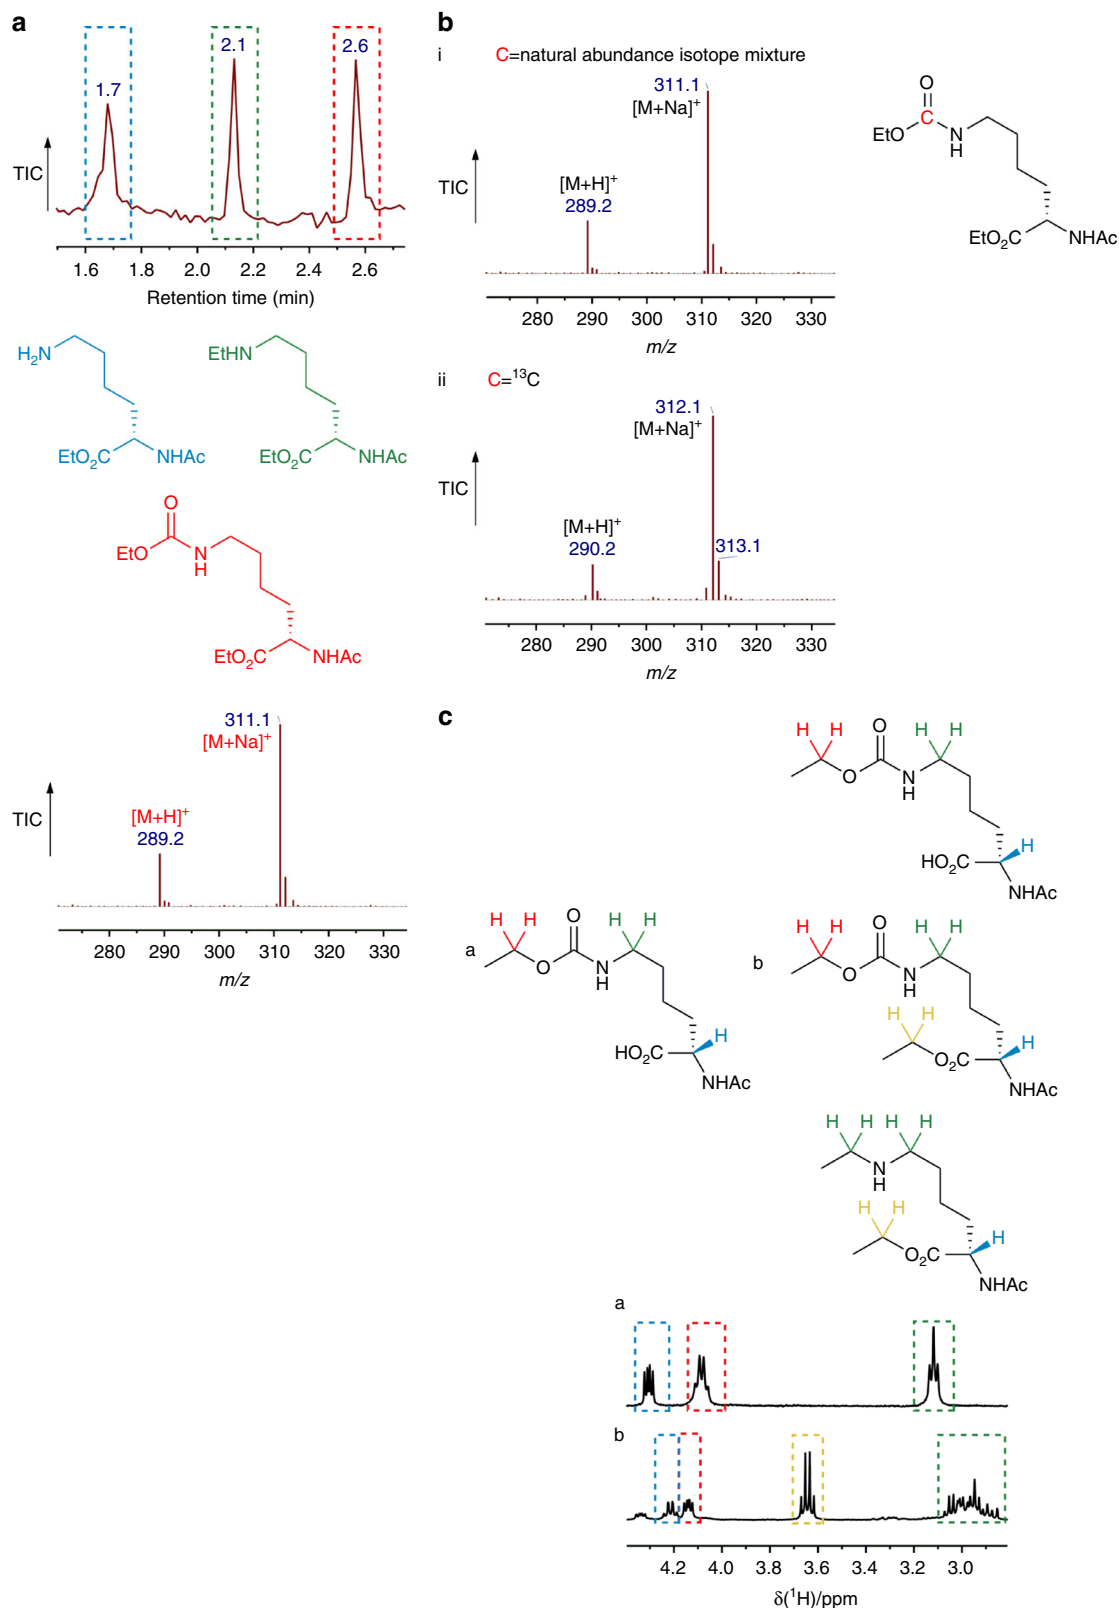 a
1.7
2.1
2.6
TIC
1.6 1.8 2.0 2.2 2.4 2.6
Retention time (min)
H₂N
EtO₂C
NHAc
EtHN
EtO₂C
NHAc
O
EtO
N
H
EtO₂C
NHAc
311.1
[M+Na]⁺
[M+H]⁺
289.2
TIC
280 290 300 310 320 330
m/z
b
i C=natural abundance isotope mixture
311.1
[M+Na]⁺
[M+H]⁺
289.2
TIC
280 290 300 310 320 330
m/z
O
C
EtO
N
H
EtO₂C
NHAc
ii C=¹³C
312.1
[M+Na]⁺
[M+H]⁺
290.2
313.1
TIC
280 290 300 310 320 330
m/z
c
H H O H H
O N
H
HO₂C H
NHAc
a
H H O H H
O N
H
HO₂C H
NHAc
b
H H O H H
O N
H
H H
O₂C H
NHAc
H H H H
N
H
H H
O₂C H
NHAc
a
b
4.2 4.0 3.8 3.6 3.4 3.2 3.0
δ(¹H)/ppm